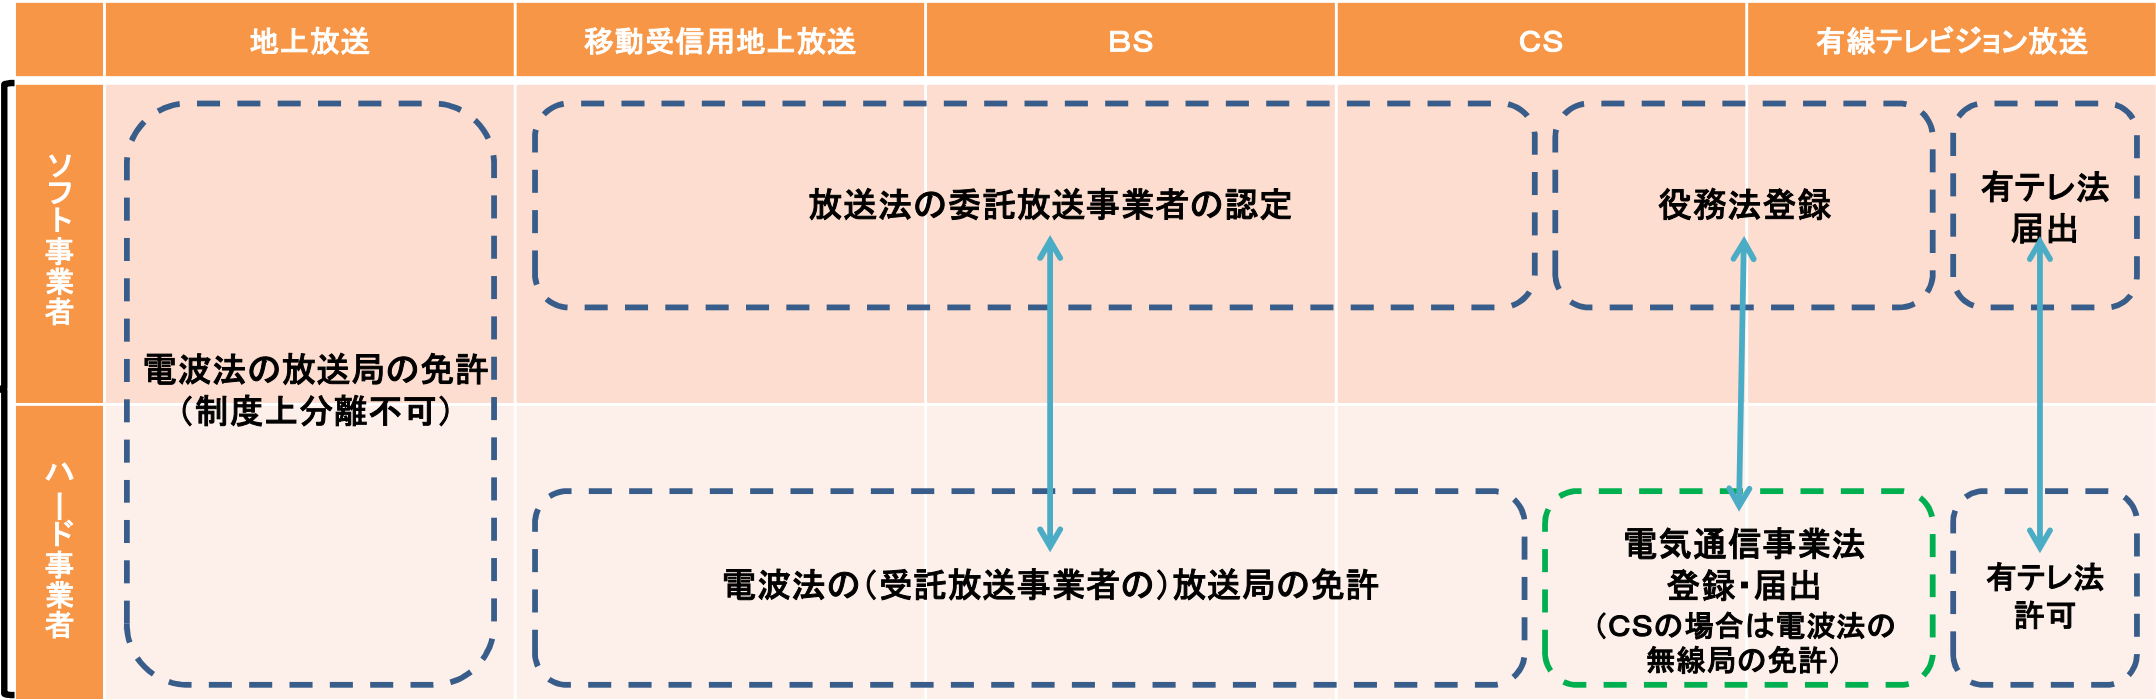 地上放送
移動受信用地上放送
BS
CS
有線テレビジョン放送
ソフト事業者
放送法の委託放送事業者の認定
役務法登録
有テレ法
届出
電波法の放送局の免許
（制度上分離不可）
ハード事業者
電波法の（受託放送事業者の）放送局の免許
電気通信事業法
登録・届出
（CSの場合は電波法の
無線局の免許）
有テレ法
許可